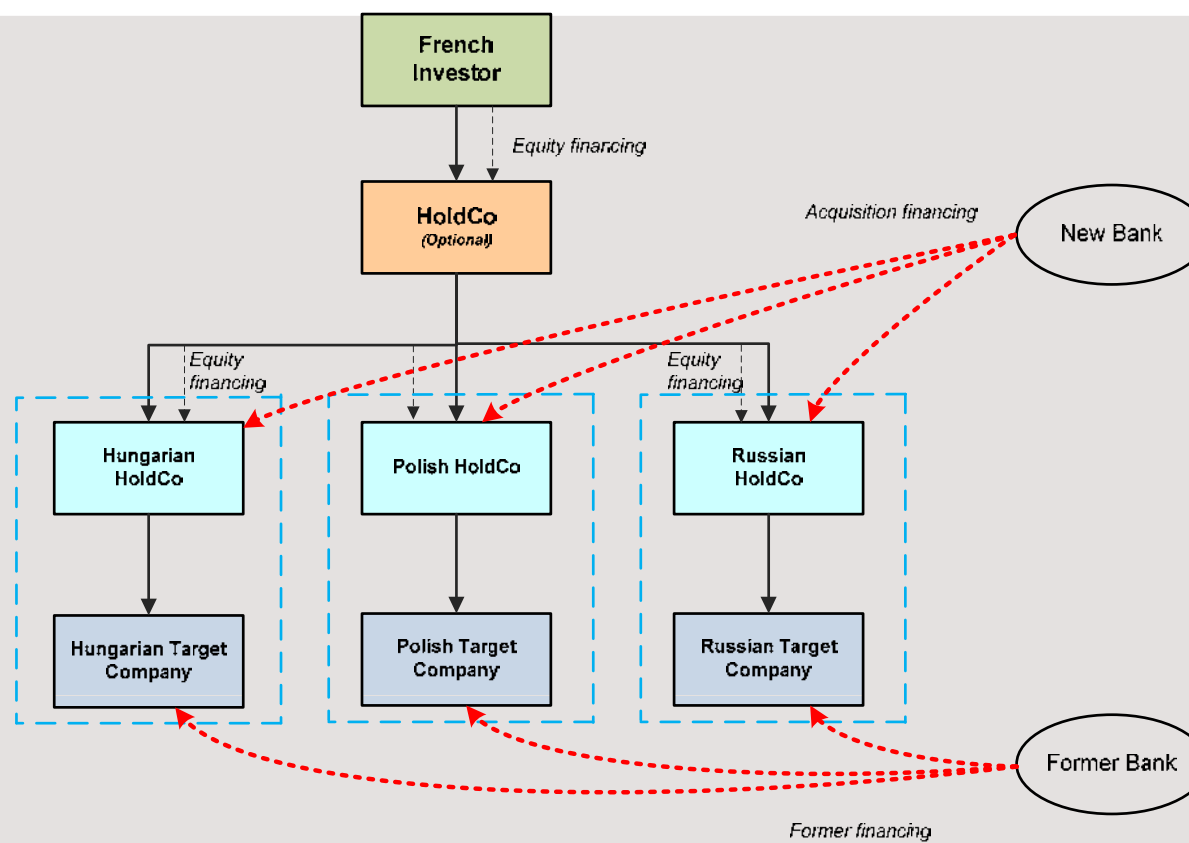 French
Investor
Equity financing
HoldCo
(Optional)
Acquisition financing
New Bank
Equity
financing
Equity
financing
Hungarian
HoldCo
Polish HoldCo
Russian
HoldCo
Hungarian Target
Company
Polish Target
Company
Russian Target
Company
Former Bank
Former financing